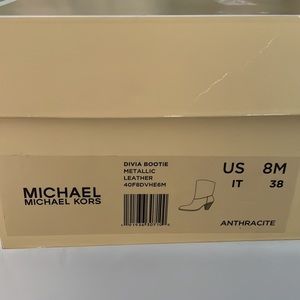 MICHAEL
MICHAEL KORS
DIVIA BOOTIE
METALLIC
LEATHER
40F8DVHE6M
US 8M
IT 38
ANTHRACITE